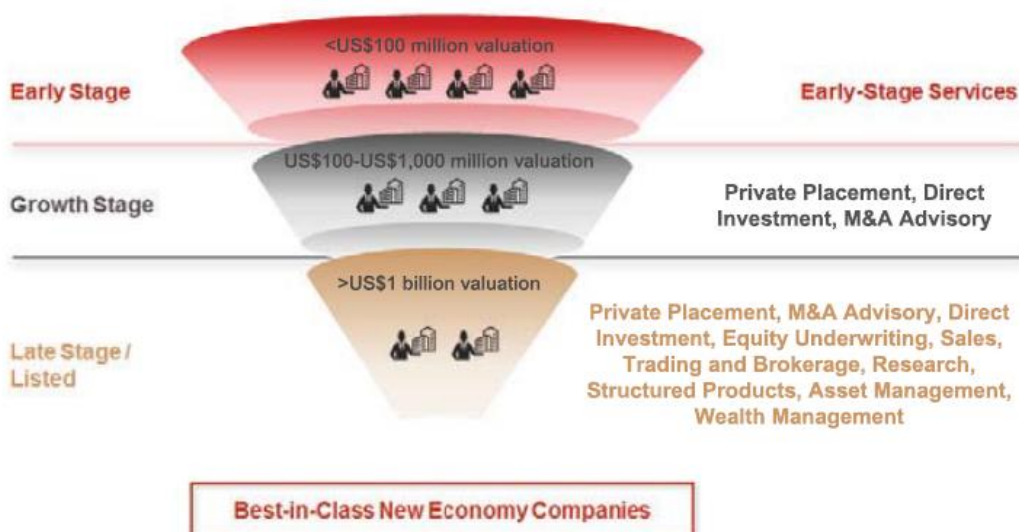 <US$100 million valuation
Early Stage
Early-Stage Services
US$100-US$1,000 million valuation
Growth Stage
Private Placement, Direct
Investment, M&A Advisory
>US$1 billion valuation
Late Stage /
Listed
Private Placement, M&A Advisory, Direct
Investment, Equity Underwriting, Sales,
Trading and Brokerage, Research,
Structured Products, Asset Management,
Wealth Management
Best-in-Class New Economy Companies